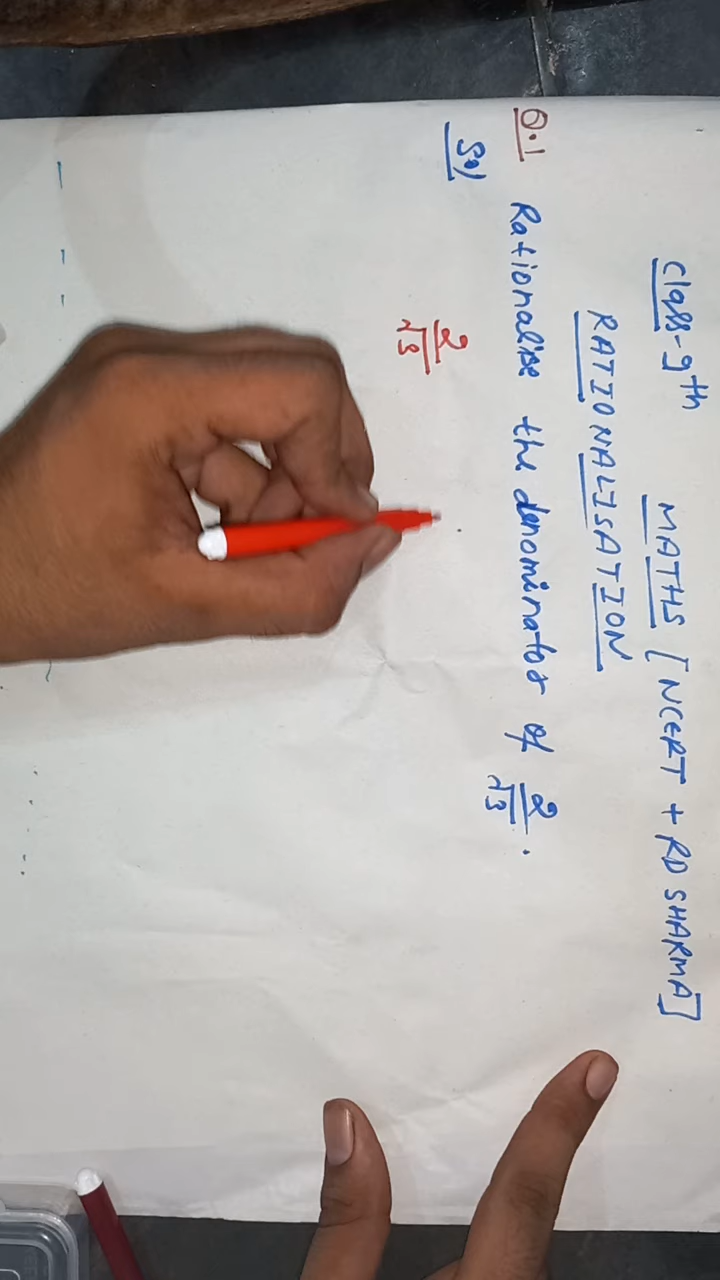 Class-9th MATHS [NCERT + RD SHARMA]
RATIONALISATION
Q.1 Rationalise the denominator of 2/√3.
Sol
2/√3